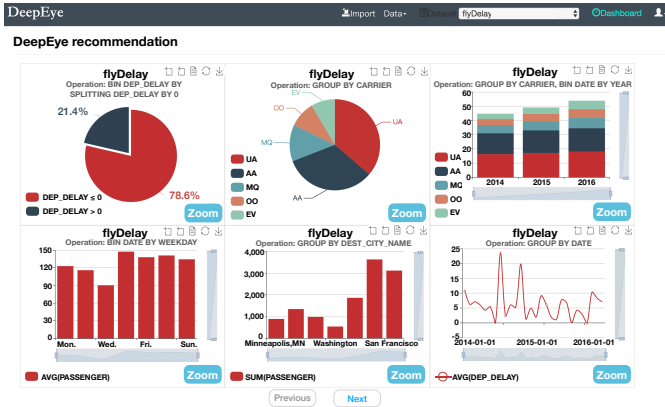 DeepEye Import Data Dataset: flyDelay Dashboard
DeepEye recommendation
flyDelay
Operation: BIN DEP_DELAY BY
SPLITTING DEP_DELAY BY 0
21.4%
78.6%
DEP_DELAY ≤ 0
DEP_DELAY > 0
Zoom
flyDelay
Operation: GROUP BY CARRIER
EV
OO
UA
MQ
AA
UA
AA
MQ
OO
EV
Zoom
flyDelay
Operation: GROUP BY CARRIER, BIN DATE BY YEAR
60
50
40
30
20
10
0
2014 2015 2016
UA
AA
MQ
OO
EV
Zoom
flyDelay
Operation: BIN DATE BY WEEKDAY
150
120
90
60
30
0
Mon. Wed. Fri. Sun.
AVG(PASSENGER)
Zoom
flyDelay
Operation: GROUP BY DEST_CITY_NAME
4,000
3,000
2,000
1,000
0
Minneapolis,MN Washington San Francisco
SUM(PASSENGER)
Zoom
flyDelay
Operation: GROUP BY DATE
25
20
15
10
5
0
-5
2014-01-01 2015-01-01 2016-01-01
AVG(DEP_DELAY)
Zoom
Previous Next